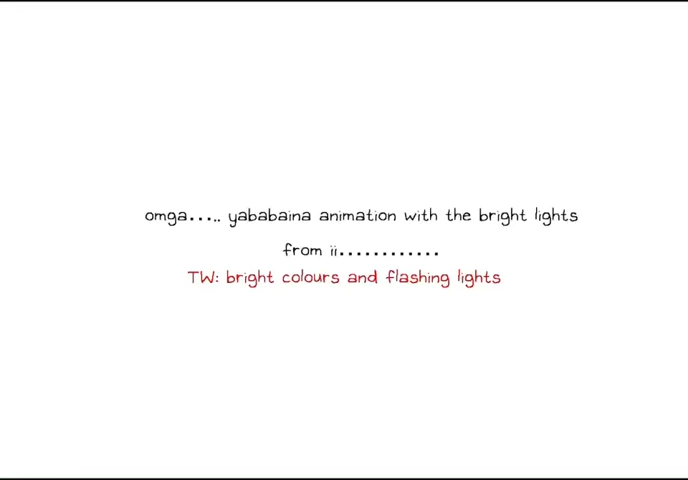 omga..... yababaina animation with the bright lights
from ii............
TW: bright colours and flashing lights